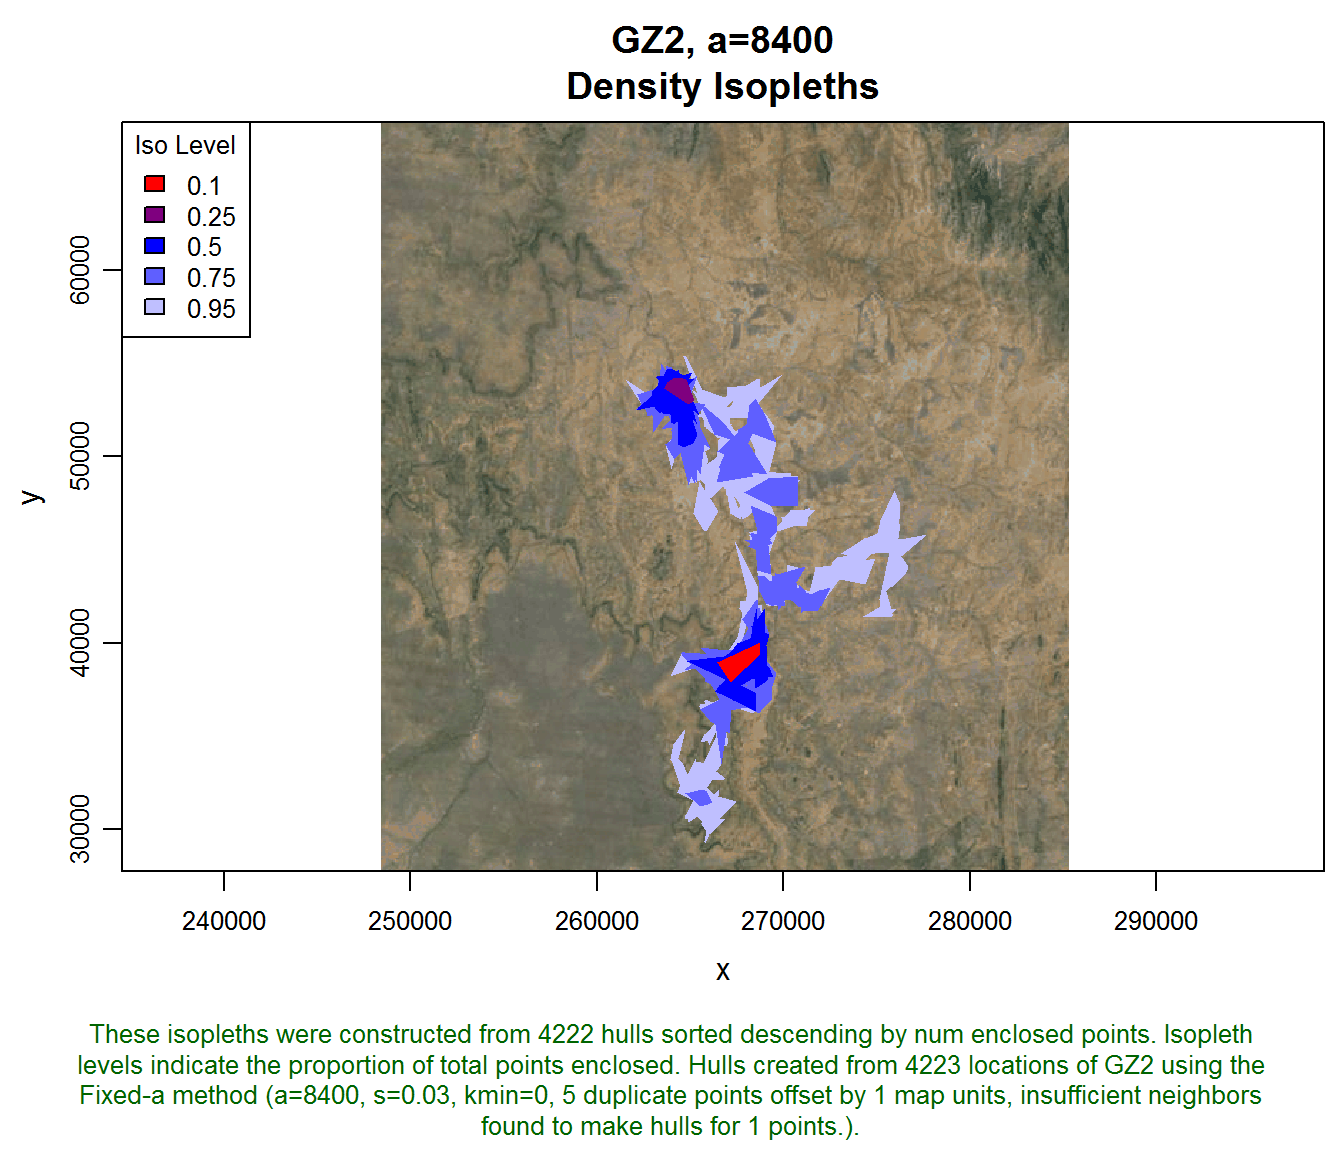 GZ2, a=8400
Density Isopleths
Iso Level
0.1
0.25
0.5
0.75
0.95
60000
50000
40000
30000
y
240000 250000 260000 270000 280000 290000
x
These isopleths were constructed from 4222 hulls sorted descending by num enclosed points. Isopleth
levels indicate the proportion of total points enclosed. Hulls created from 4223 locations of GZ2 using the
Fixed-a method (a=8400, s=0.03, kmin=0, 5 duplicate points offset by 1 map units, insufficient neighbors
found to make hulls for 1 points.).